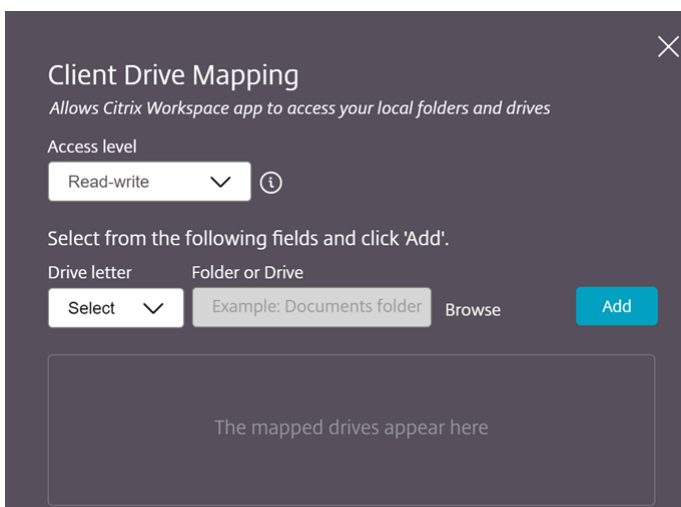 Client Drive Mapping
Allows Citrix Workspace app to access your local folders and drives
Access level
Read-write
Select from the following fields and click 'Add'.
Drive letter Folder or Drive
Select Example: Documents folder Browse Add
The mapped drives appear here